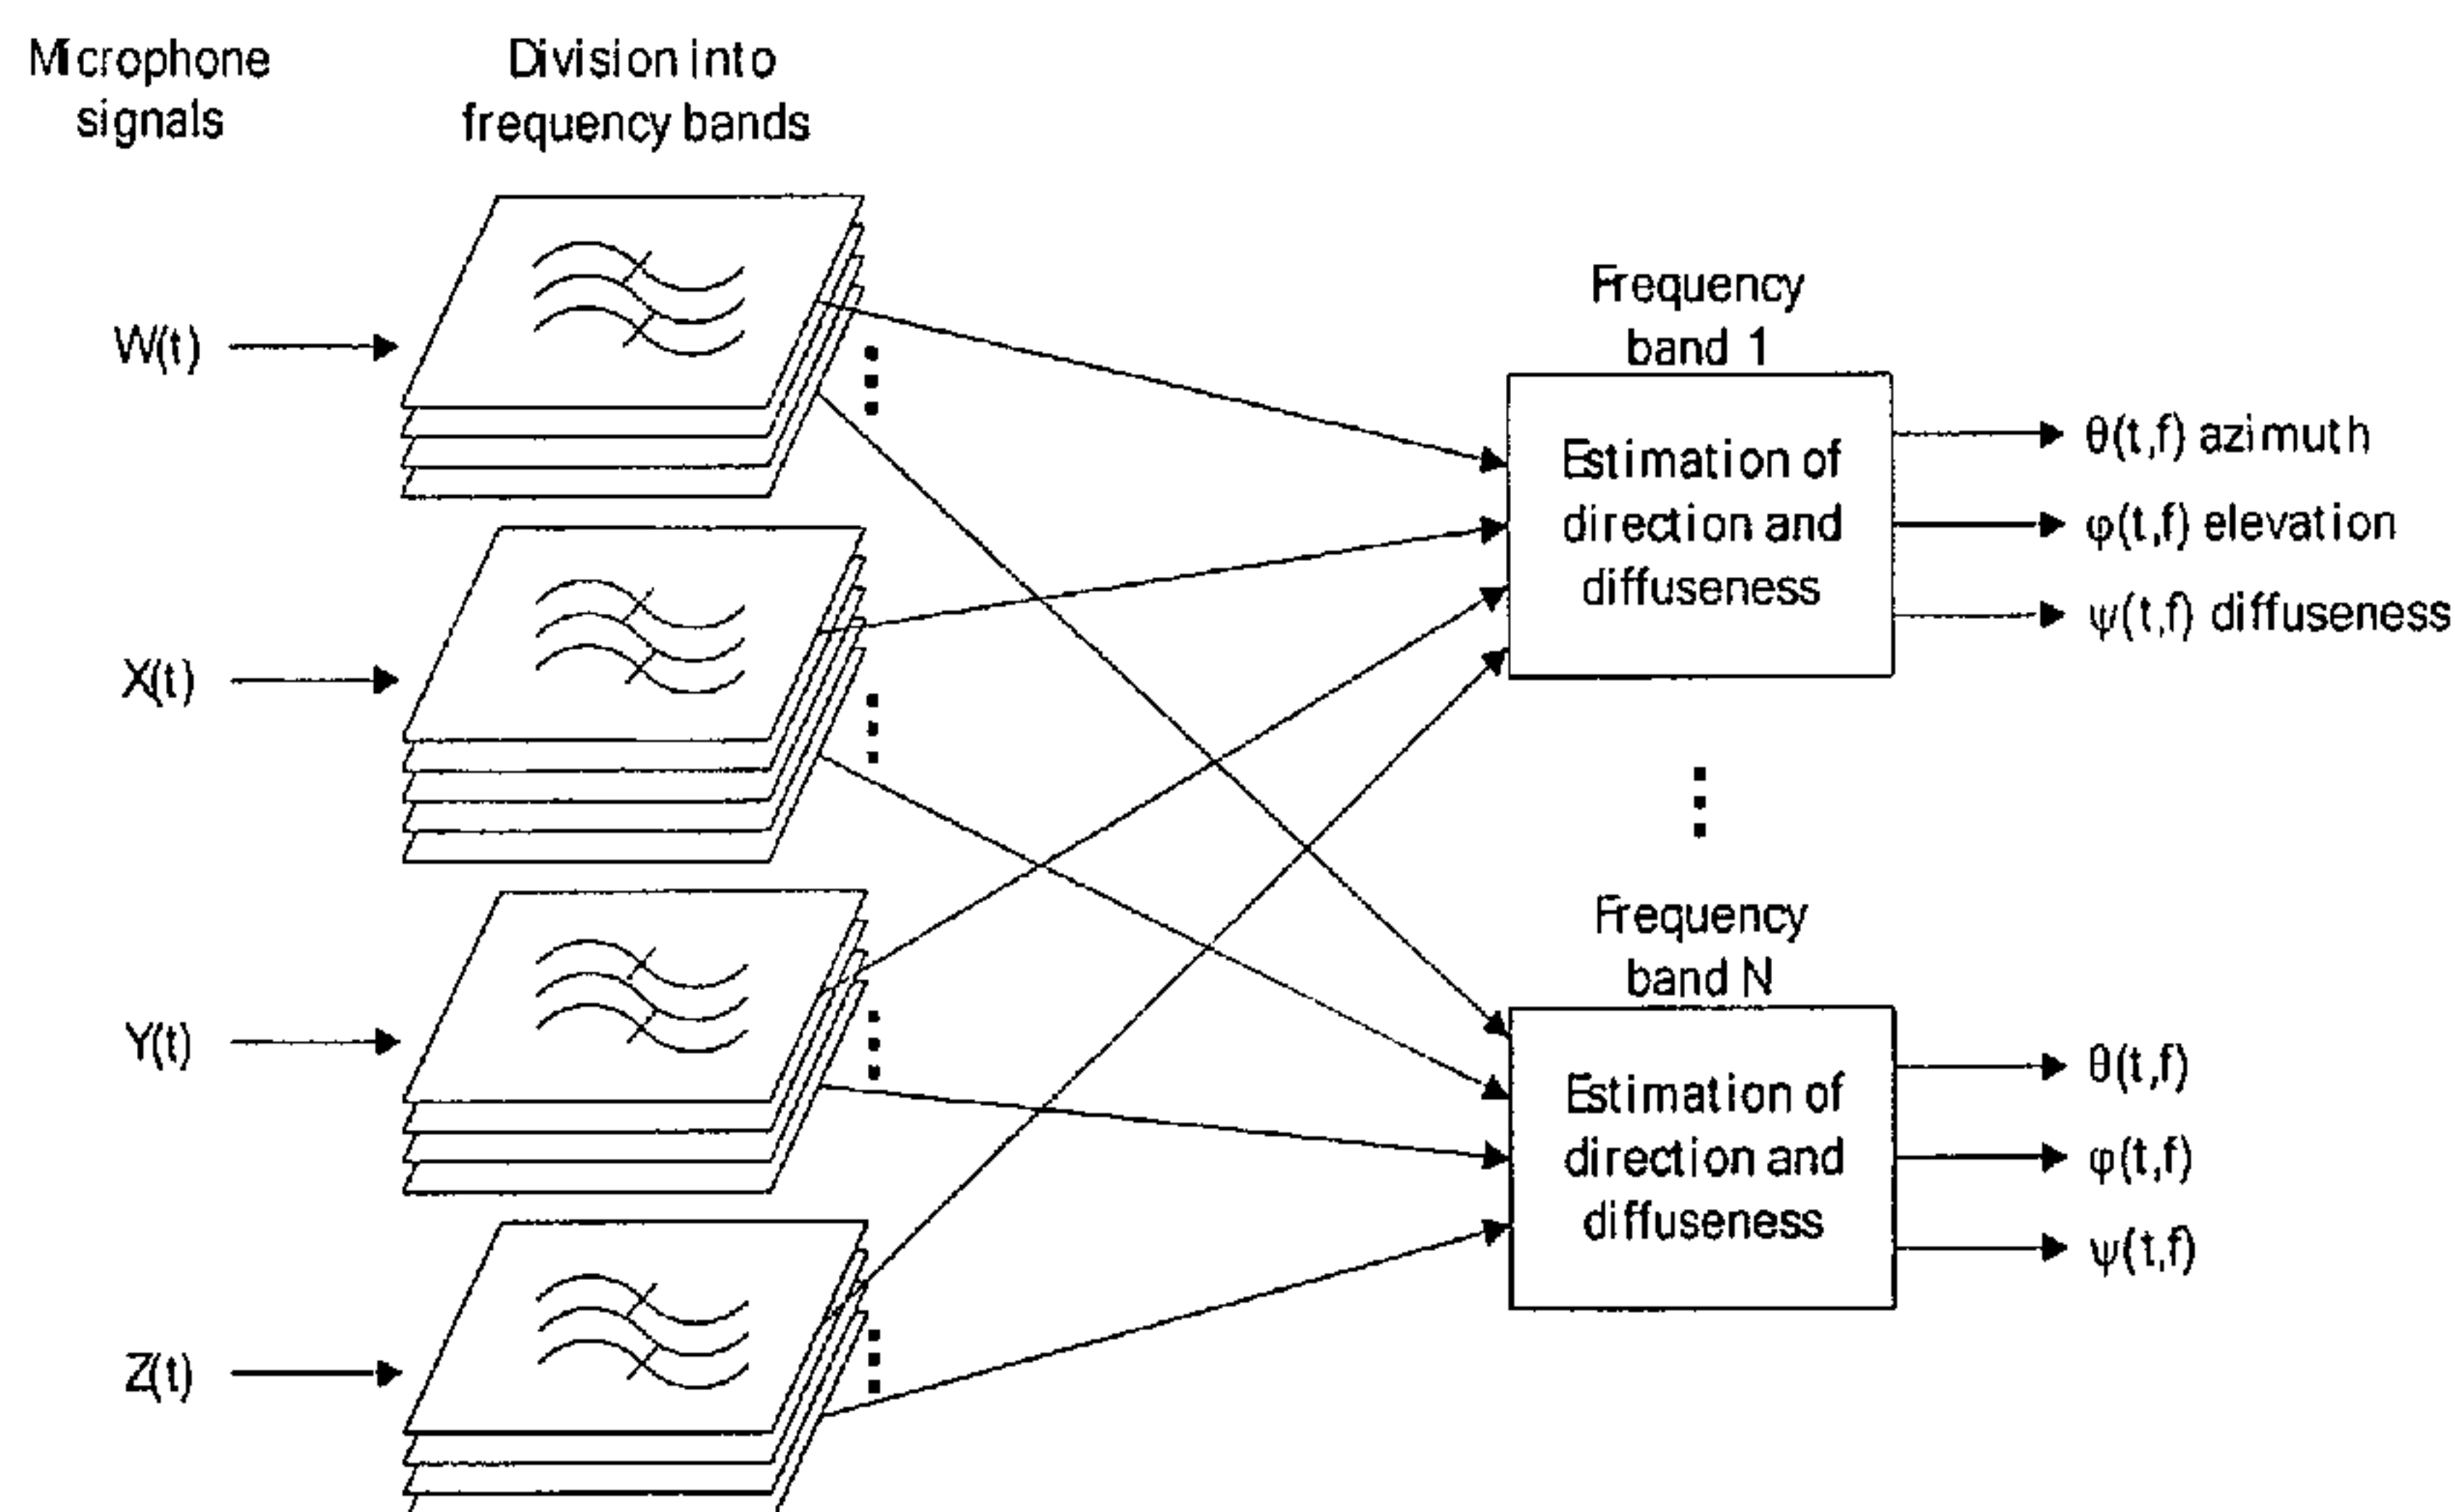 Microphone
signals
Division into
frequency bands
W(t)
X(t)
Y(t)
Z(t)
Frequency
band 1
Estimation of
direction and
diffuseness
θ(t,f) azimuth
φ(t,f) elevation
ψ(t,f) diffuseness
Frequency
band N
Estimation of
direction and
diffuseness
θ(t,f)
φ(t,f)
ψ(t,f)